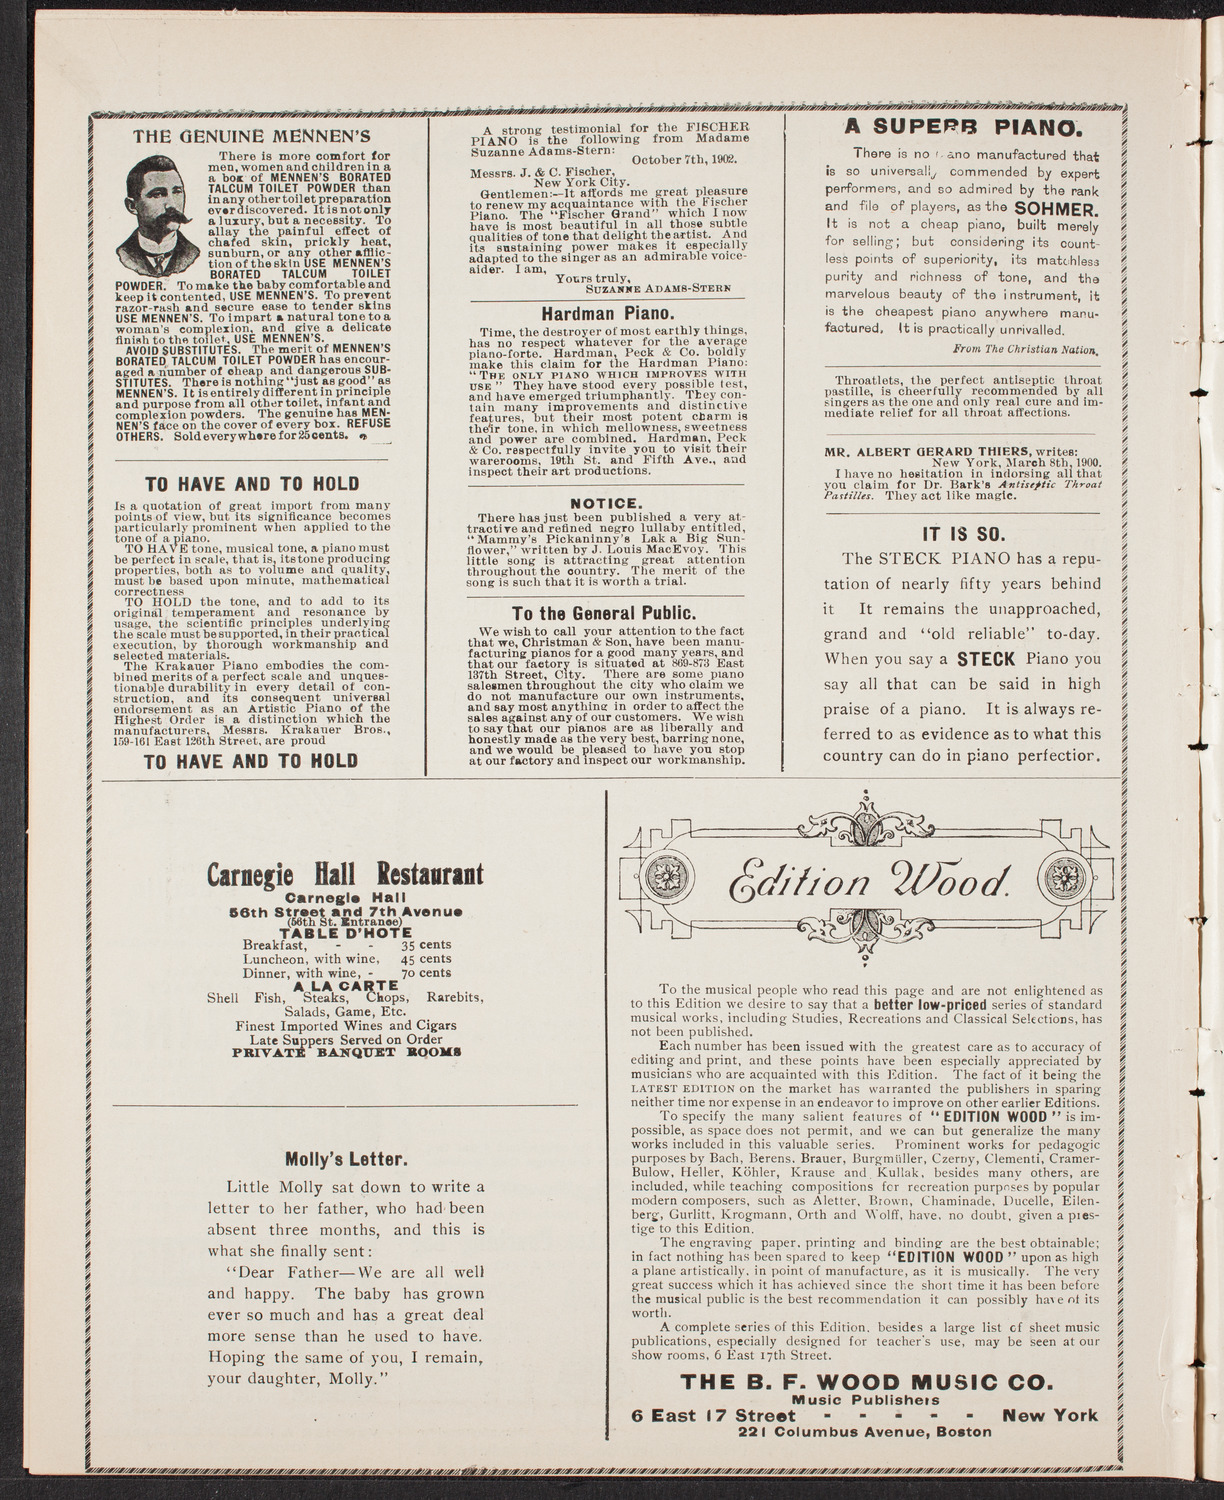 THE GENUINE MENNEN'S
There is more comfort for
men, women and children in a
a box of MENNEN'S BORATED
TALCUM TOILET POWDER than
in any other toilet preparation
ever discovered. It is not only
a luxury, but a necessity. To
allay the painful effect of
chafed skin, prickly heat,
sunburn, or any other afflic-
tion of the skin USE MENNEN'S
BORATED TALCUM TOILET
POWDER. To make the baby comfortable and
keep it contented, USE MENNEN'S. To prevent
razor-rash and secure ease to tender skins
USE MENNEN'S. To impart a natural tone to a
woman's complexion, and give a delicate
finish to the toilet, USE MENNEN'S.
AVOID SUBSTITUTES. The merit of MENNEN'S
BORATED TALCUM TOILET POWDER has encour-
aged a number of cheap and dangerous SUB-
STITUTES. There is nothing "just as good" as
MENNEN'S. It is entirely different in principle
and purpose from all other toilet, infant and
complexion powders. The genuine has MEN-
NEN'S face on the cover of every box. REFUSE
OTHERS. Sold everywhere for 25 cents.
TO HAVE AND TO HOLD
Is a quotation of great import from many
points of view, but its significance becomes
particularly prominent when applied to the
tone of a piano.
TO HAVE tone, musical tone, a piano must
be perfect in scale, that is, its tone producing
properties, both as to volume and quality,
must be based upon minute, mathematical
correctness
TO HOLD the tone, and to add to its
original temperament and resonance by
usage, the scientific principles underlying
the scale must be supported, in their practical
execution, by thorough workmanship and
selected materials.
The Krakauer Piano embodies the com-
bined merits of a perfect scale and unques-
tionable durability in every detail of con-
struction, and its consequent universal
endorsement as an Artistic Piano of the
Highest Order is a distinction which the
manufacturers, Messrs. Krakauer Bros.,
159-161 East 126th Street, are proud
TO HAVE AND TO HOLD
A strong testimonial for the FISCHER
PIANO is the following from Madame
Suzanne Adams-Stern:
October 7th, 1902.
Messrs. J. & C. Fischer,
New York City.
Gentlemen:—It affords me great pleasure
to renew my acquaintance with the Fischer
Piano. The "Fischer Grand" which I now
have is most beautiful in all those subtle
qualities of tone that delight the artist. And
its sustaining power makes it especially
adapted to the singer as an admirable voice-
aider. I am,
Yours truly,
SUZANNE ADAMS-STERN
Hardman Piano.
Time, the destroyer of most earthly things,
has no respect whatever for the average
piano-forte. Hardman, Peck & Co. boldly
make this claim for the Hardman Piano:
"THE ONLY PIANO WHICH IMPROVES WITH
USE" They have stood every possible test,
and have emerged triumphantly. They con-
tain many improvements and distinctive
features, but their most potent charm is
their tone, in which mellowness, sweetness
and power are combined. Hardman, Peck
& Co. respectfully invite you to visit their
warerooms, 19th St. and Fifth Ave., and
inspect their art productions.
NOTICE.
There has just been published a very at-
tractive and refined negro lullaby entitled,
"Mammy's Pickaninny's Lak a Big Sun-
flower," written by J. Louis MacEvoy. This
little song is attracting great attention
throughout the country. The merit of the
song is such that it is worth a trial.
To the General Public.
We wish to call your attention to the fact
that we, Christman & Son, have been manu-
facturing pianos for a good many years, and
that our factory is situated at 869-873 East
137th Street, City. There are some piano
salesmen throughout the city who claim we
do not manufacture our own instruments,
and say most anything in order to affect the
sales against any of our customers. We wish
to say that our pianos are as liberally and
honestly made as the very best, barring none,
and we would be pleased to have you stop
at our factory and inspect our workmanship.
A SUPERB PIANO.
There is no ano manufactured that
is so universally commended by expert
performers, and so admired by the rank
and file of players, as the SOHMER.
It is not a cheap piano, built merely
for selling; but considering its count-
less points of superiority, its matchless
purity and richness of tone, and the
marvelous beauty of the instrument, it
is the cheapest piano anywhere manu-
factured. It is practically unrivalled.
From The Christian Nation.
Throatlets, the perfect antiseptic throat
pastille, is cheerfully recommended by all
singers as the one and only real cure and im-
mediate relief for all throat affections.
MR. ALBERT GERARD THIERS, writes:
New York, March 8th, 1900.
I have no hesitation in indorsing all that
you claim for Dr. Bark's Antiseptic Throat
Pastilles. They act like magic.
IT IS SO.
The STECK PIANO has a repu-
tation of nearly fifty years behind
it It remains the unapproached,
grand and "old reliable" to-day.
When you say a STECK Piano you
say all that can be said in high
praise of a piano. It is always re-
ferred to as evidence as to what this
country can do in piano perfection.
Carnegie Hall Restaurant
Carnegie Hall
56th Street and 7th Avenue
(56th St. Entrance)
TABLE D'HOTE
Breakfast, - - 35 cents
Luncheon, with wine, 45 cents
Dinner, with wine, - 70 cents
A LA CARTE
Shell Fish, Steaks, Chops, Rarebits,
Salads, Game, Etc.
Finest Imported Wines and Cigars
Late Suppers Served on Order
PRIVATE BANQUET ROOMS
Molly's Letter.
Little Molly sat down to write a
letter to her father, who had been
absent three months, and this is
what she finally sent:
"Dear Father—We are all well
and happy. The baby has grown
ever so much and has a great deal
more sense than he used to have.
Hoping the same of you, I remain,
your daughter, Molly."
Edition Wood.
To the musical people who read this page and are not enlightened as
to this Edition we desire to say that a better low-priced series of standard
musical works, including Studies, Recreations and Classical Selections, has
not been published.
Each number has been issued with the greatest care as to accuracy of
editing and print, and these points have been especially appreciated by
musicians who are acquainted with this Edition. The fact of it being the
LATEST EDITION on the market has warranted the publishers in sparing
neither time nor expense in an endeavor to improve on other earlier Editions.
To specify the many salient features of "EDITION WOOD" is im-
possible, as space does not permit, and we can but generalize the many
works included in this valuable series. Prominent works for pedagogic
purposes by Bach, Berens, Brauer, Burgmüller, Czerny, Clementi, Cramer-
Bulow, Heller, Köhler, Krause and Kullak, besides many others, are
included, while teaching compositions for recreation purposes by popular
modern composers, such as Aletter, Brown, Chaminade, Ducelle, Eilen-
berg, Gurlitt, Krogmann, Orth and Wolff, have, no doubt, given a pres-
tige to this Edition.
The engraving paper, printing and binding are the best obtainable;
in fact nothing has been spared to keep "EDITION WOOD" upon as high
a plane artistically, in point of manufacture, as it is musically. The very
great success which it has achieved since the short time it has been before
the musical public is the best recommendation it can possibly have of its
worth.
A complete series of this Edition, besides a large list of sheet music
publications, especially designed for teacher's use, may be seen at our
show rooms, 6 East 17th Street.
THE B. F. WOOD MUSIC CO.
Music Publishers
6 East 17 Street - - - - - New York
221 Columbus Avenue, Boston